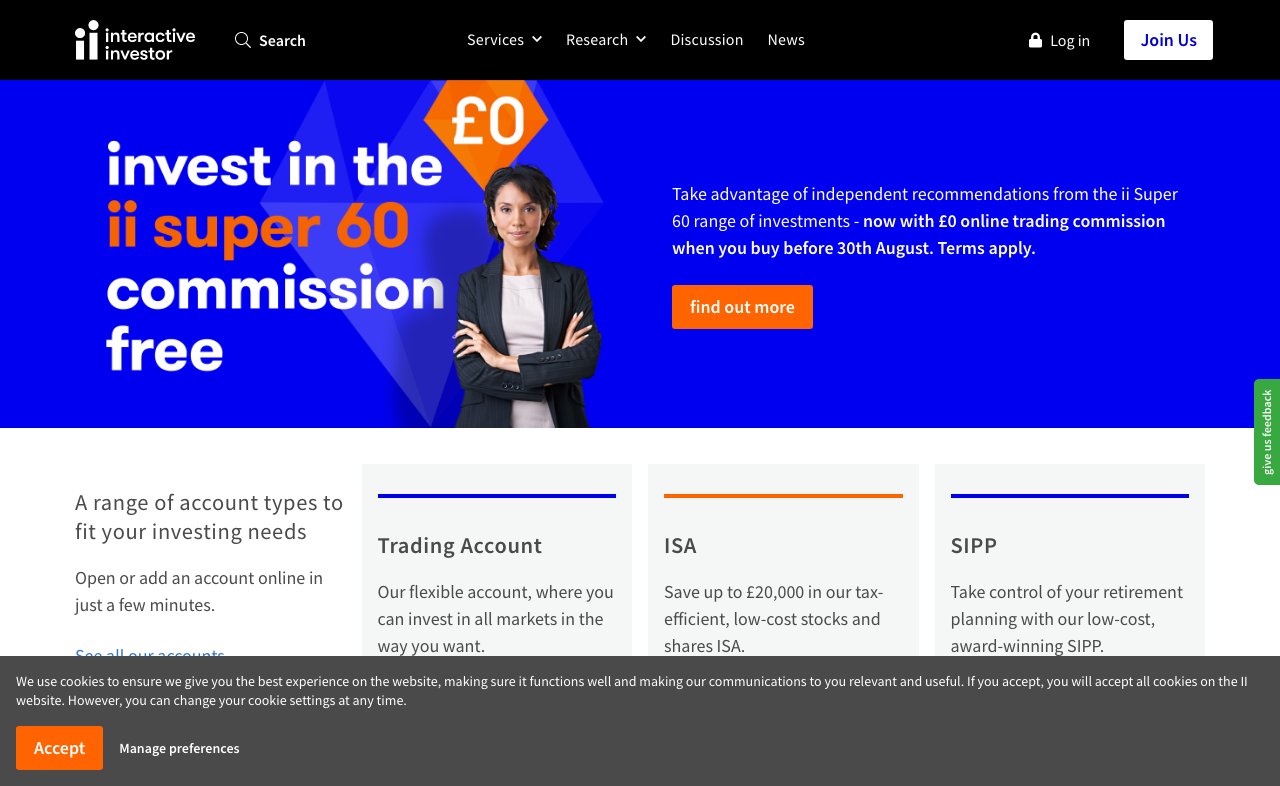 interactive
investor
Search
Services
Research
Discussion
News
Log in
Join Us
£0
invest in the
ii super 60
commission
free
Take advantage of independent recommendations from the ii Super
60 range of investments - now with £0 online trading commission
when you buy before 30th August. Terms apply.
find out more
give us feedback
A range of account types to
fit your investing needs
Open or add an account online in
just a few minutes.
See all our accounts
Trading Account
Our flexible account, where you
can invest in all markets in the
way you want.
ISA
Save up to £20,000 in our tax-
efficient, low-cost stocks and
shares ISA.
SIPP
Take control of your retirement
planning with our low-cost,
award-winning SIPP.
We use cookies to ensure we give you the best experience on the website, making sure it functions well and making our communications to you relevant and useful. If you accept, you will accept all cookies on the II
website. However, you can change your cookie settings at any time.
Accept
Manage preferences